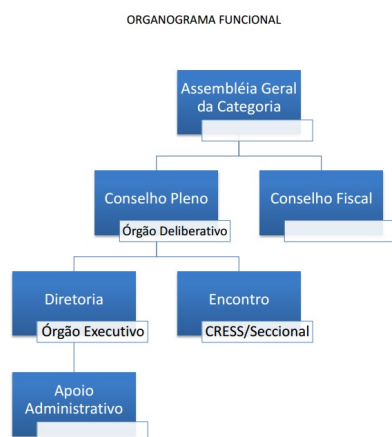 ORGANOGRAMA FUNCIONAL
Assembléia Geral
da Categoria
Conselho Pleno
Órgão Deliberativo
Conselho Fiscal
Diretoria
Órgão Executivo
Encontro
CRESS/Seccional
Apoio
Administrativo